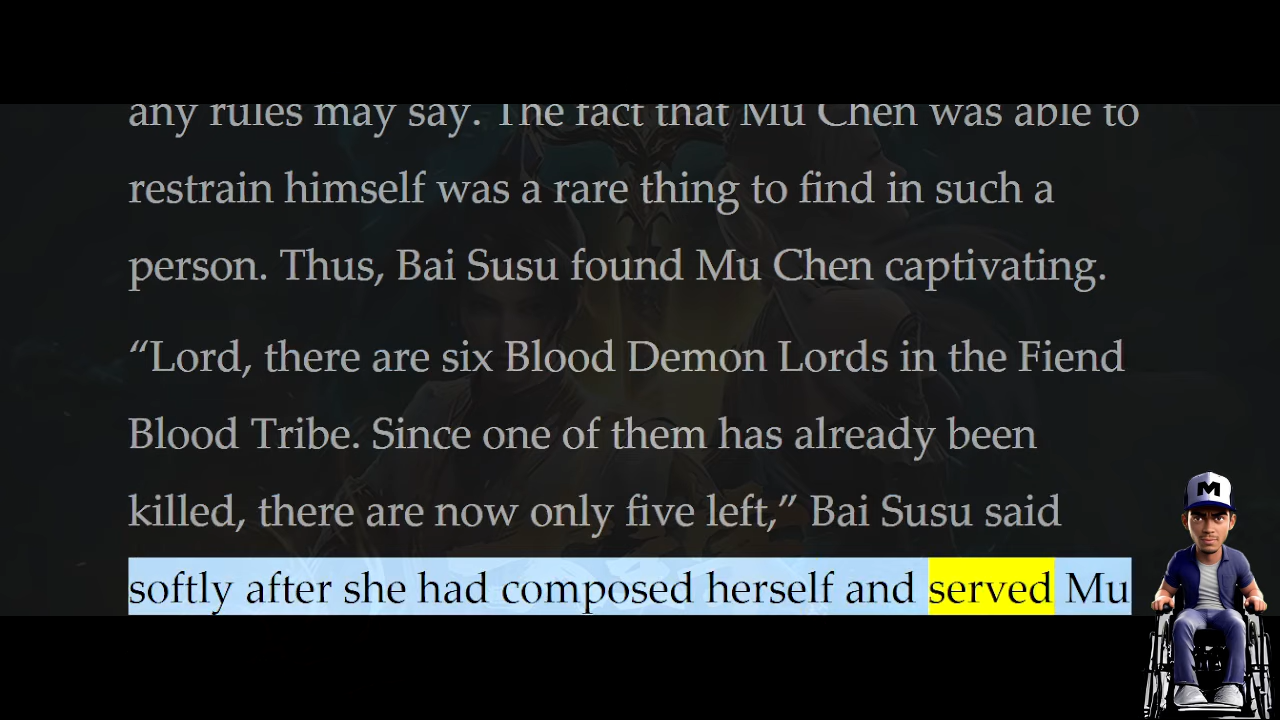 any rules may say. The fact that Mu Chen was able to
restrain himself was a rare thing to find in such a
person. Thus, Bai Susu found Mu Chen captivating.
“Lord, there are six Blood Demon Lords in the Fiend
Blood Tribe. Since one of them has already been
killed, there are now only five left,” Bai Susu said
softly after she had composed herself and served Mu
M